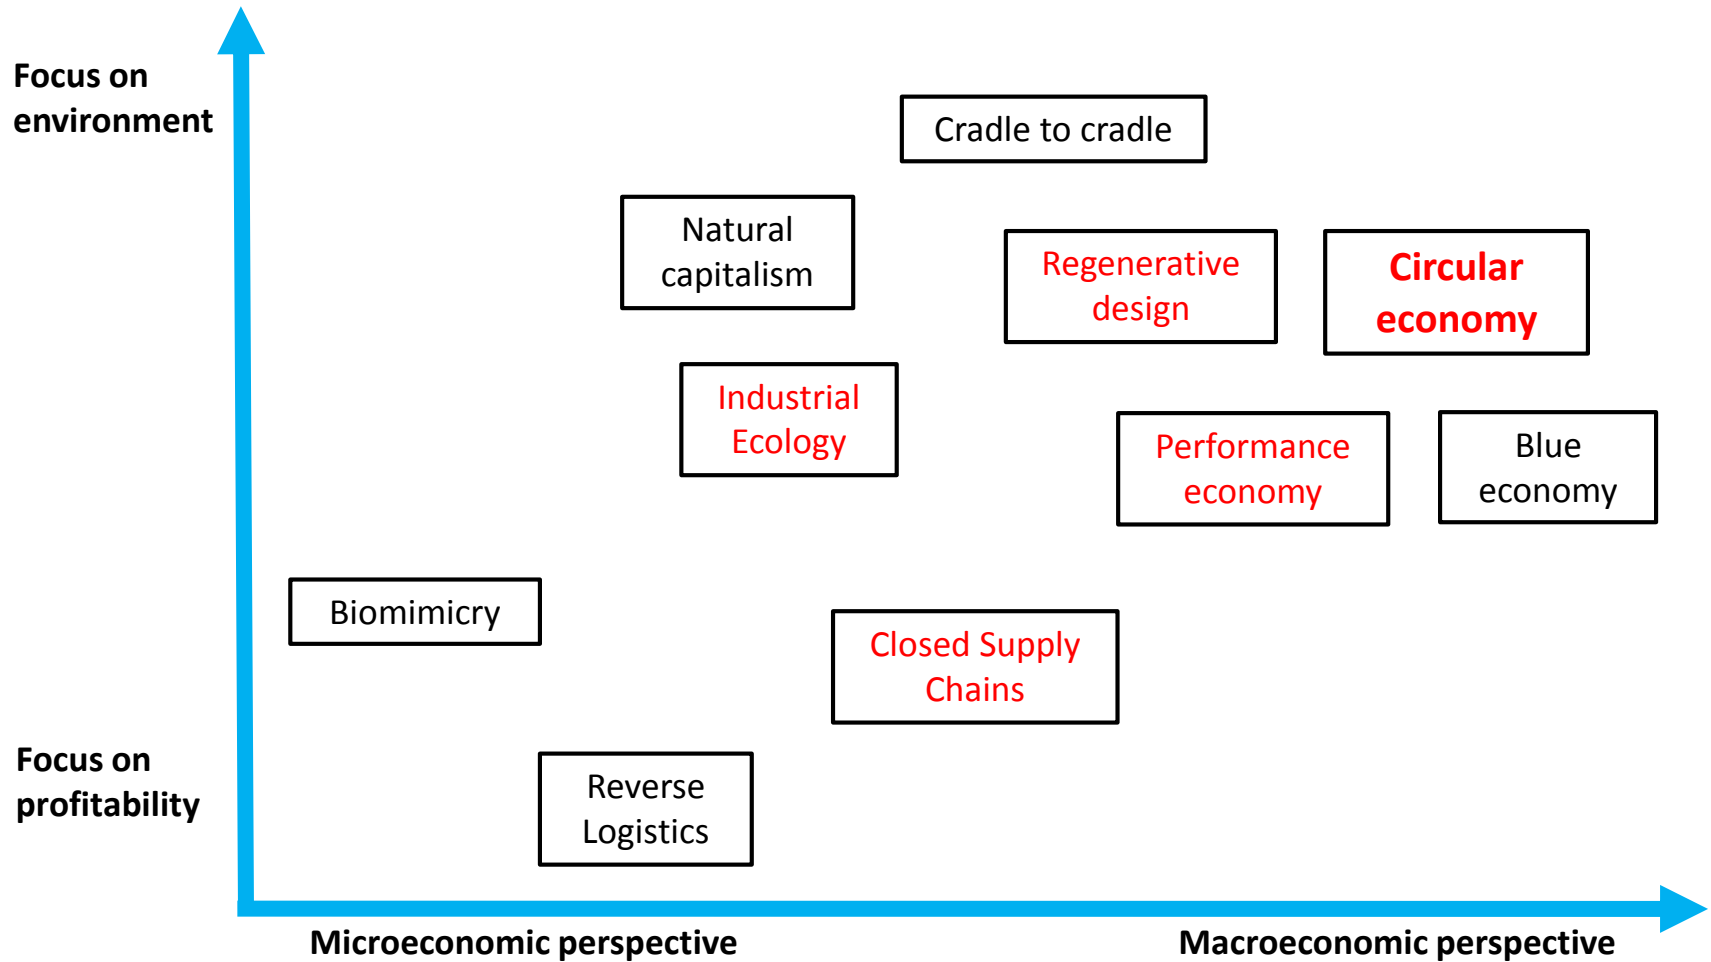 Focus on
environment
Cradle to cradle
Natural
capitalism
Regenerative
design
Circular
economy
Industrial
Ecology
Performance
economy
Blue
economy
Biomimicry
Closed Supply
Chains
Focus on
profitability
Reverse
Logistics
Microeconomic perspective
Macroeconomic perspective